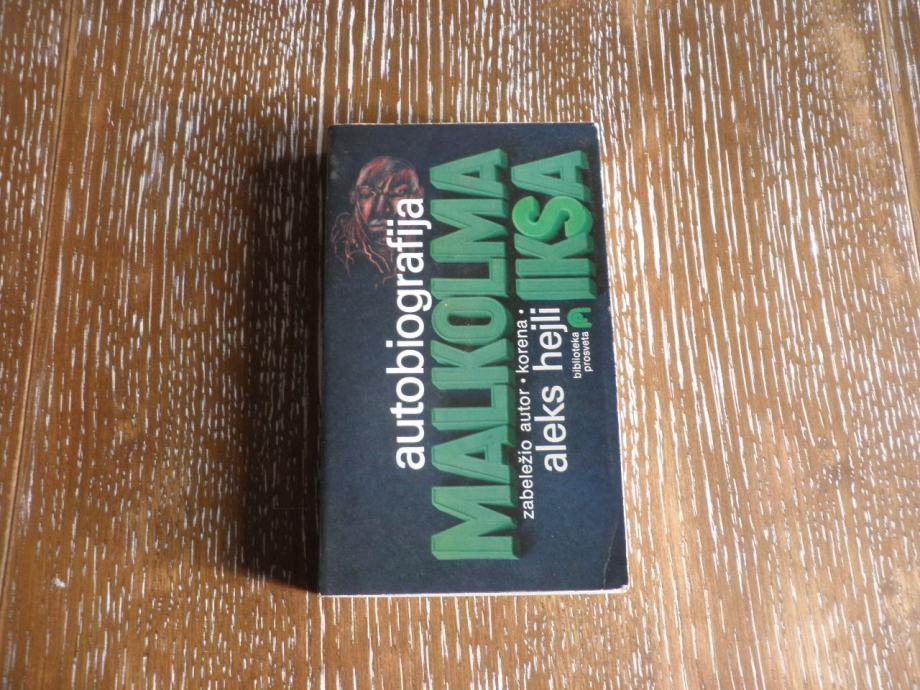 autobiografija
MALKOLMA
IKSA
zabeležio autor • korena •
aleks hejli
biblioteka
prosveta